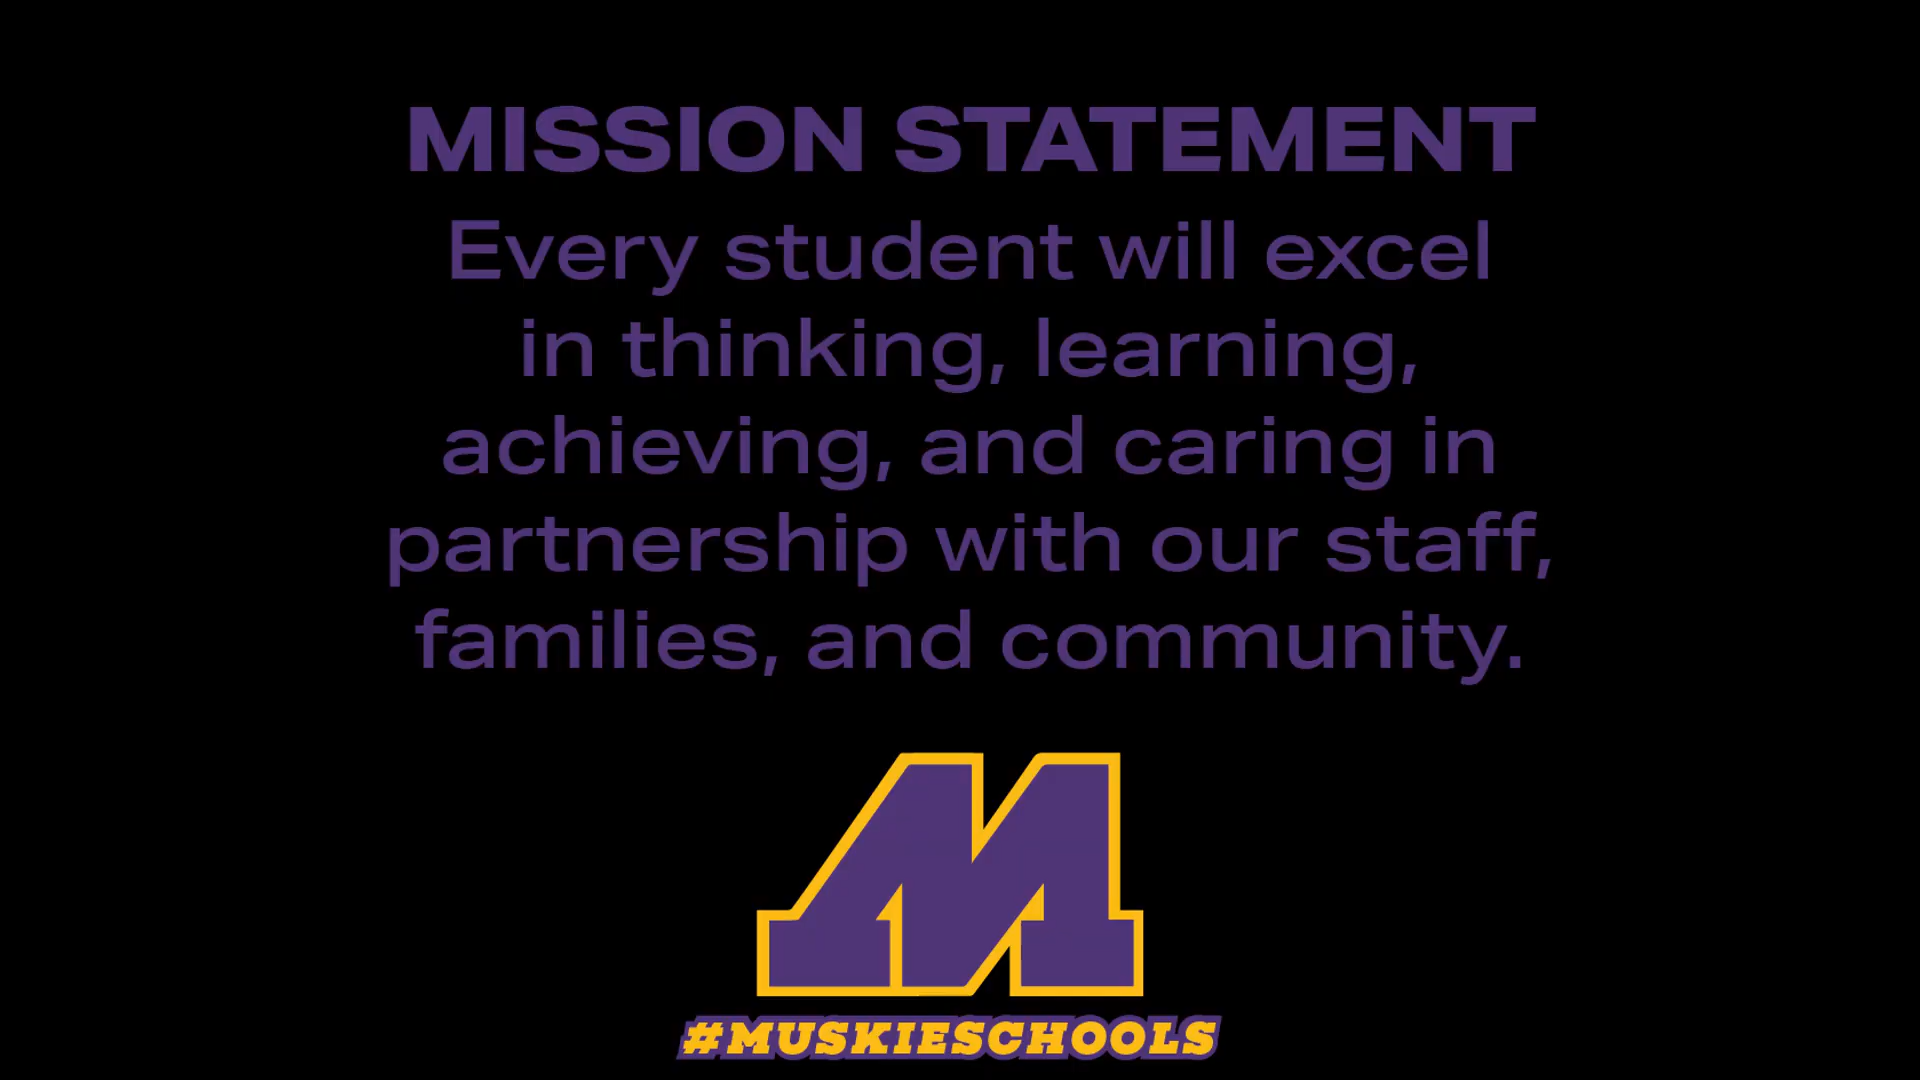 MISSION STATEMENT
Every student will excel
in thinking, learning,
achieving, and caring in
partnership with our staff,
families, and community.
M
#MUSKIESCHOOLS